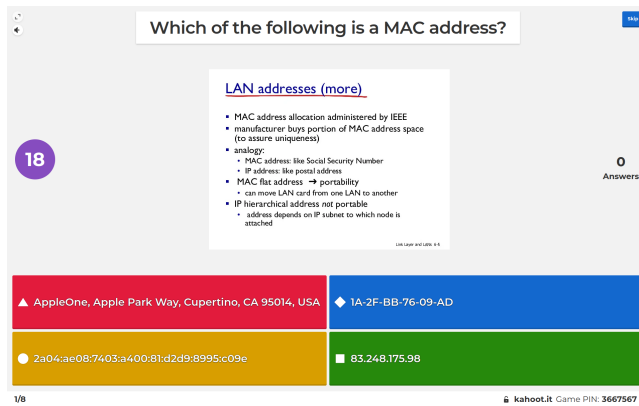 Which of the following is a MAC address?
Skip
LAN addresses (more)
▪ MAC address allocation administered by IEEE
▪ manufacturer buys portion of MAC address space
(to assure uniqueness)
▪ analogy:
• MAC address: like Social Security Number
• IP address: like postal address
▪ MAC flat address ➔ portability
• can move LAN card from one LAN to another
▪ IP hierarchical address not portable
• address depends on IP subnet to which node is
attached
Link Layer and LANs 6-6
18
0
Answers
AppleOne, Apple Park Way, Cupertino, CA 95014, USA
1A-2F-BB-76-09-AD
2a04:ae08:7403:a400:81:d2d9:8995:c09e
83.248.175.98
1/8
kahoot.it Game PIN: 3667567